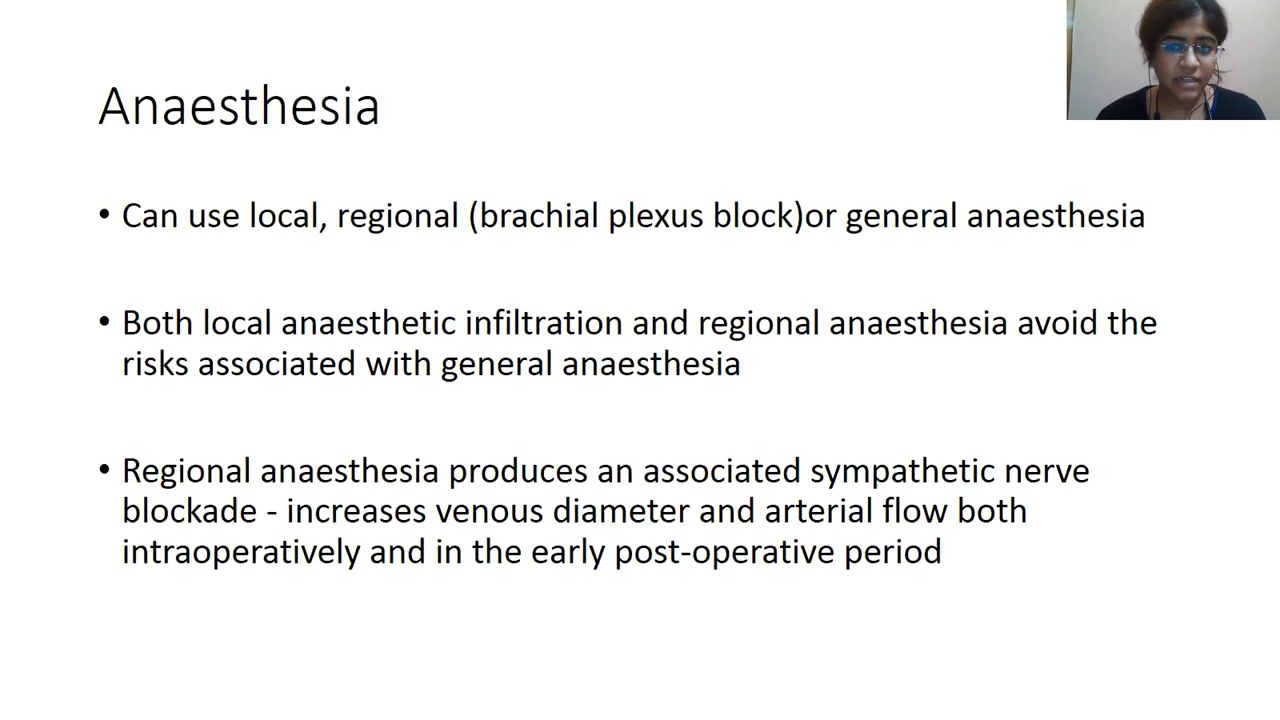 Anaesthesia
• Can use local, regional (brachial plexus block)or general anaesthesia
• Both local anaesthetic infiltration and regional anaesthesia avoid the
risks associated with general anaesthesia
• Regional anaesthesia produces an associated sympathetic nerve
blockade - increases venous diameter and arterial flow both
intraoperatively and in the early post-operative period